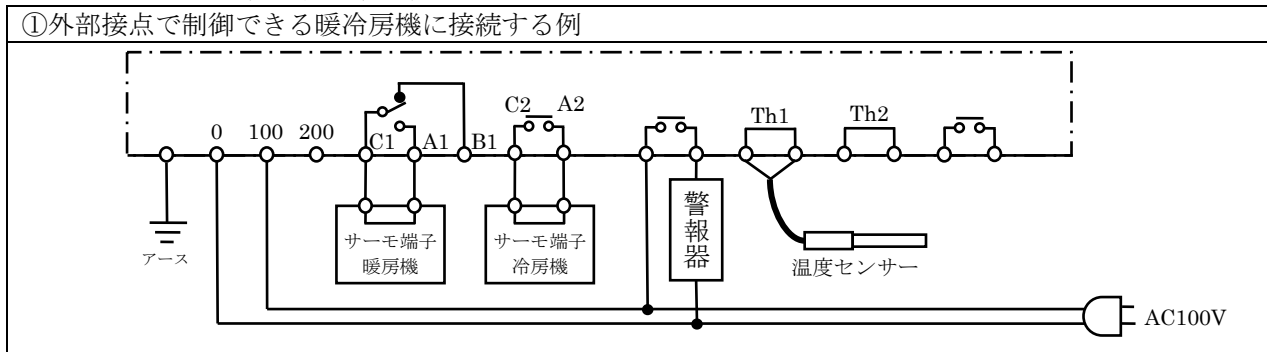 ①外部接点で制御できる暖冷房機に接続する例
0 100 200 C1 A1 B1 C2 A2 Th1 Th2
アース
サーモ端子
暖房機
サーモ端子
冷房機
警報器
温度センサー
AC100V